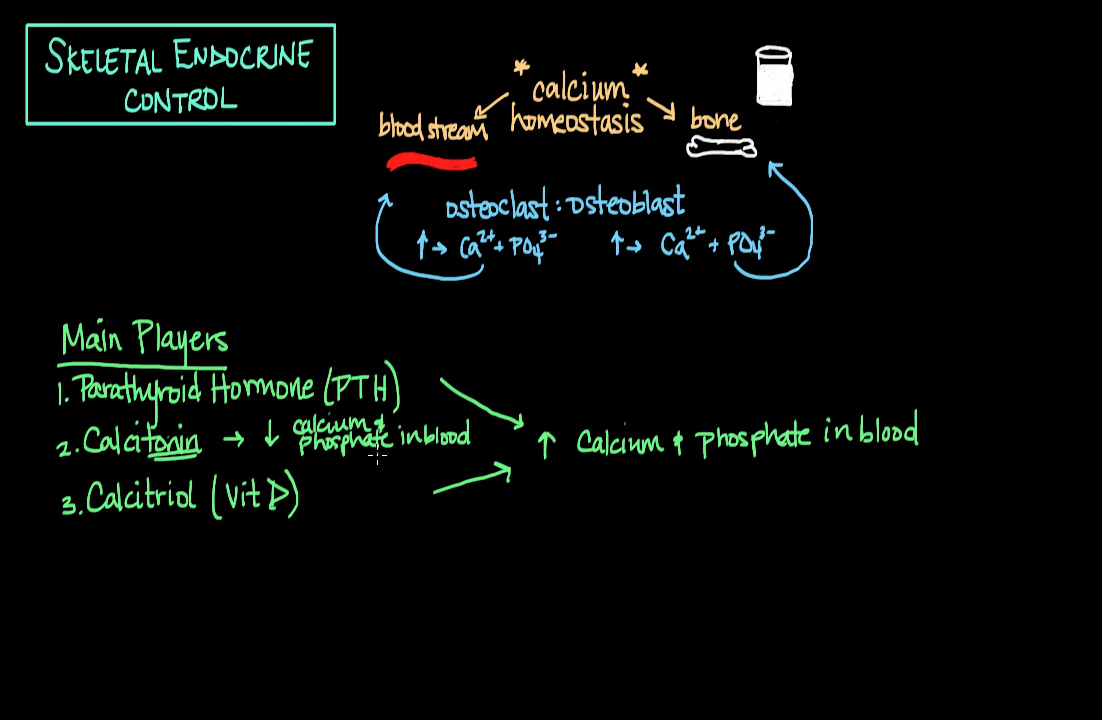 SKELETAL ENDOCRINE
CONTROL
* calcium *
homeostasis
blood stream
bone
osteoclast : osteoblast
↑ → Ca²⁺ + PO₄³⁻
↑ → Ca²⁺ + PO₄³⁻
Main Players
1. Parathyroid Hormone (PTH)
2. Calcitonin → ↓ calcium & phosphate in blood
3. Calcitriol (Vit D)
↑ Calcium & phosphate in blood